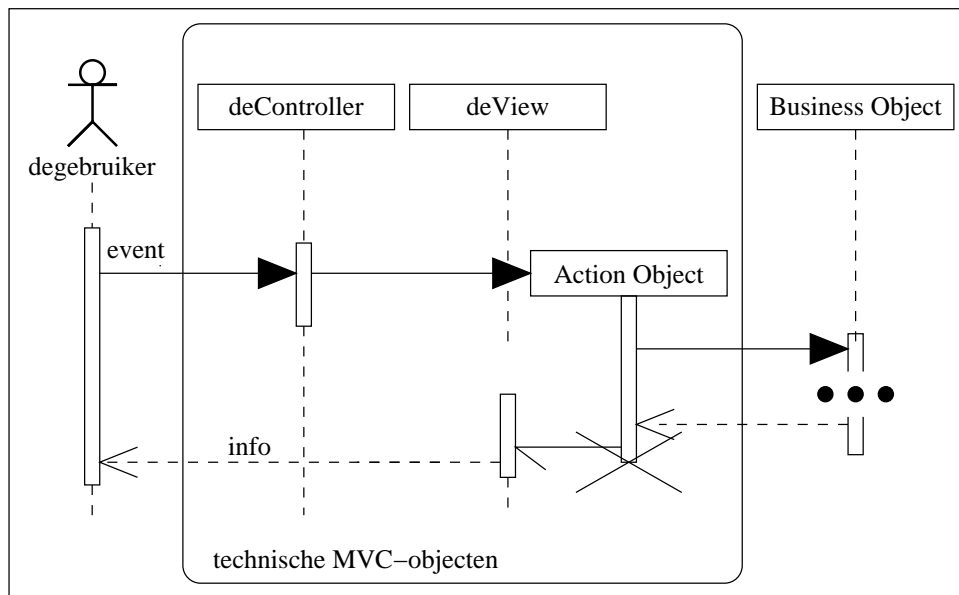 deController
deView
Business Object
degebruiker
event
Action Object
info
technische MVC−objecten